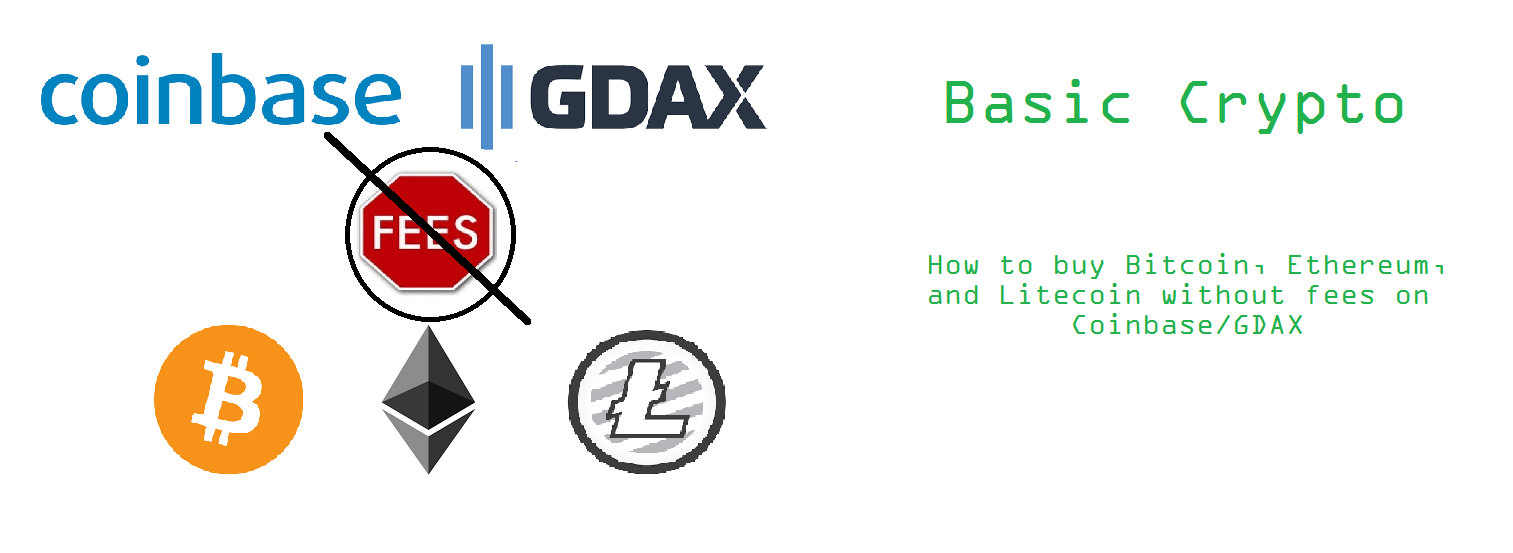 coinbase
GDAX
Basic Crypto
FEES
How to buy Bitcoin, Ethereum,
and Litecoin without fees on
Coinbase/GDAX